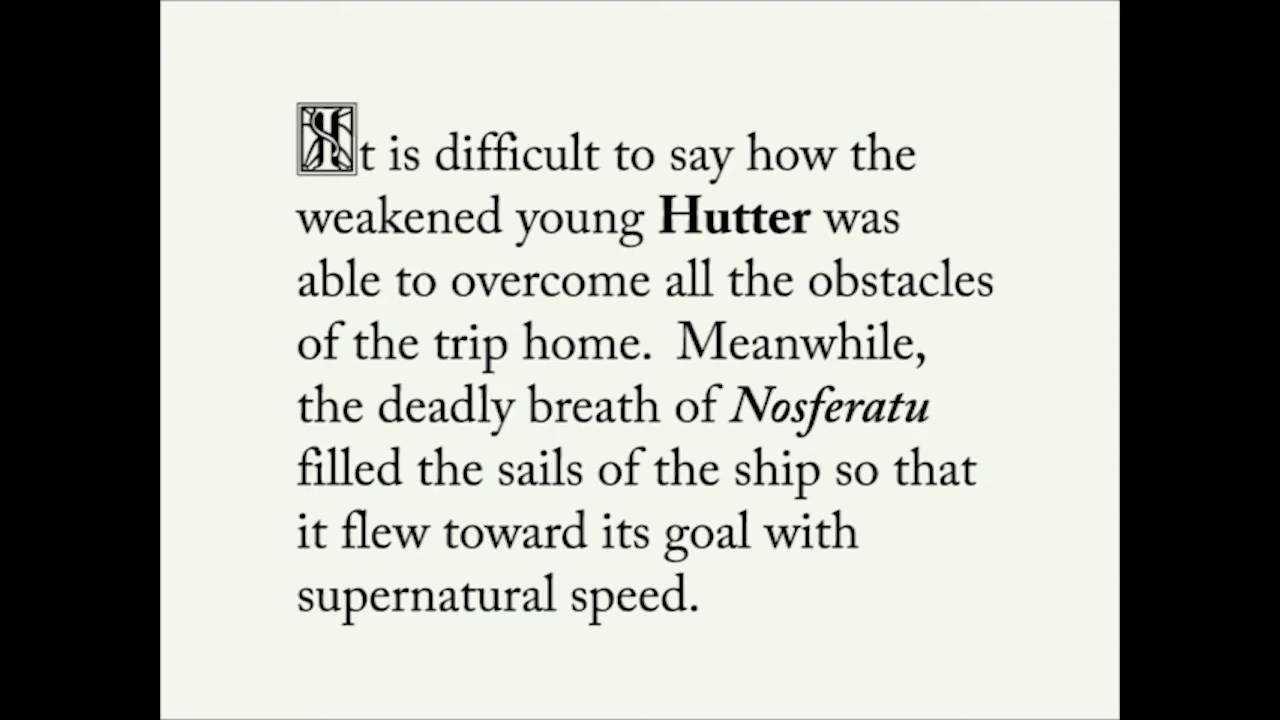 It is difficult to say how the
weakened young Hutter was
able to overcome all the obstacles
of the trip home.  Meanwhile,
the deadly breath of Nosferatu
filled the sails of the ship so that
it flew toward its goal with
supernatural speed.